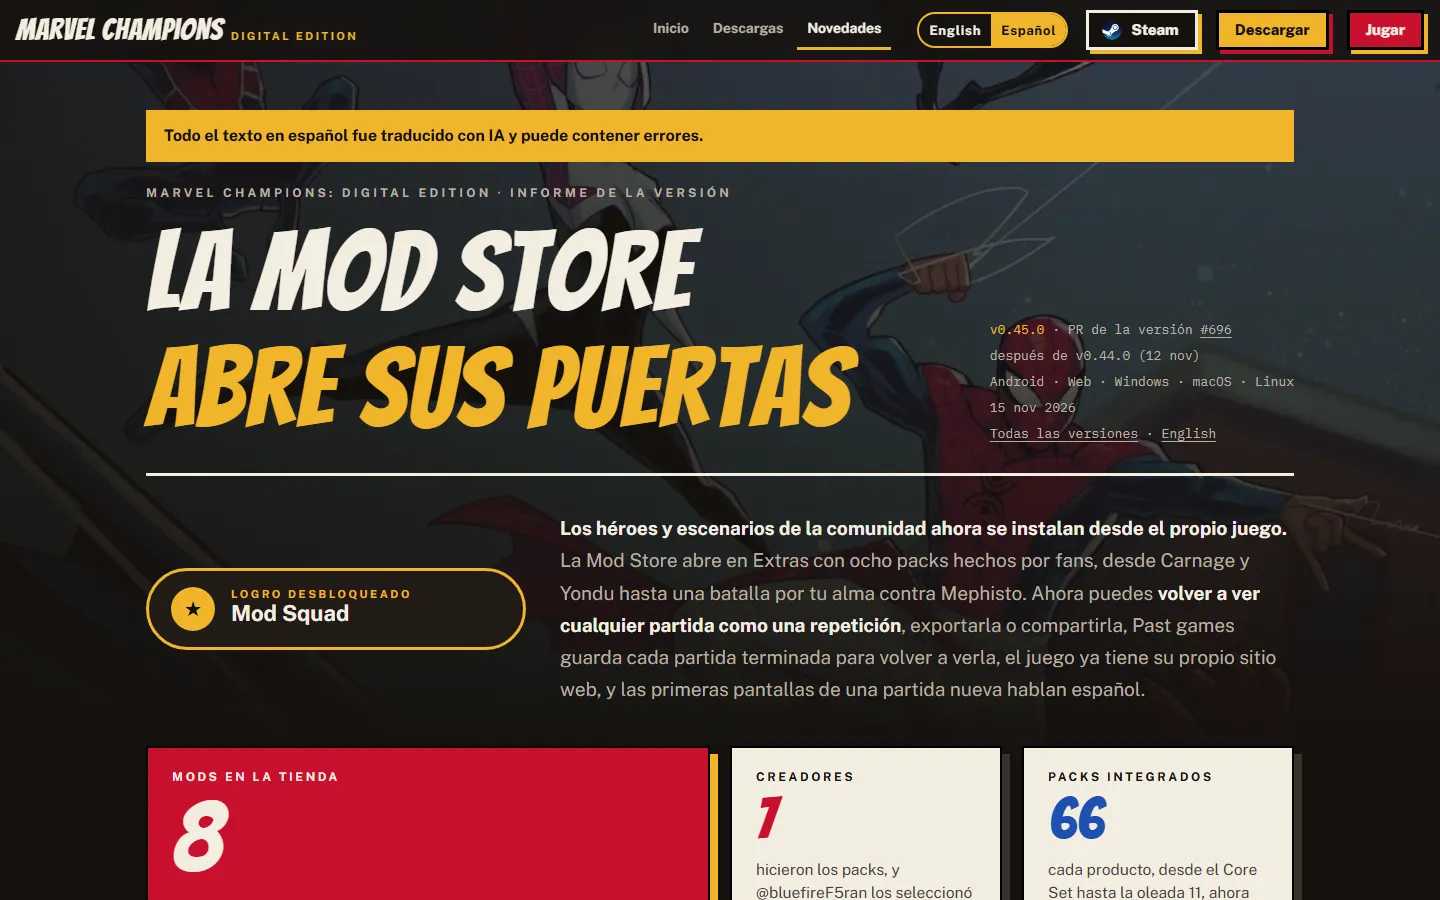 MARVEL CHAMPIONS DIGITAL EDITION
Inicio
Descargas
Novedades
English
Español
Steam
Descargar
Jugar
Todo el texto en español fue traducido con IA y puede contener errores.
MARVEL CHAMPIONS: DIGITAL EDITION · INFORME DE LA VERSIÓN
LA MOD STORE
ABRE SUS PUERTAS
v0.45.0 · PR de la versión #696
después de v0.44.0 (12 nov)
Android · Web · Windows · macOS · Linux
15 nov 2026
Todas las versiones · English
LOGRO DESBLOQUEADO
Mod Squad
Los héroes y escenarios de la comunidad ahora se instalan desde el propio juego.
La Mod Store abre en Extras con ocho packs hechos por fans, desde Carnage y
Yondu hasta una batalla por tu alma contra Mephisto. Ahora puedes volver a ver
cualquier partida como una repetición, exportarla o compartirla, Past games
guarda cada partida terminada para volver a verla, el juego ya tiene su propio sitio
web, y las primeras pantallas de una partida nueva hablan español.
MODS EN LA TIENDA
8
CREADORES
7
hicieron los packs, y
@bluefireF5ran los seleccionó
PACKS INTEGRADOS
66
cada producto, desde el Core
Set hasta la oleada 11, ahora